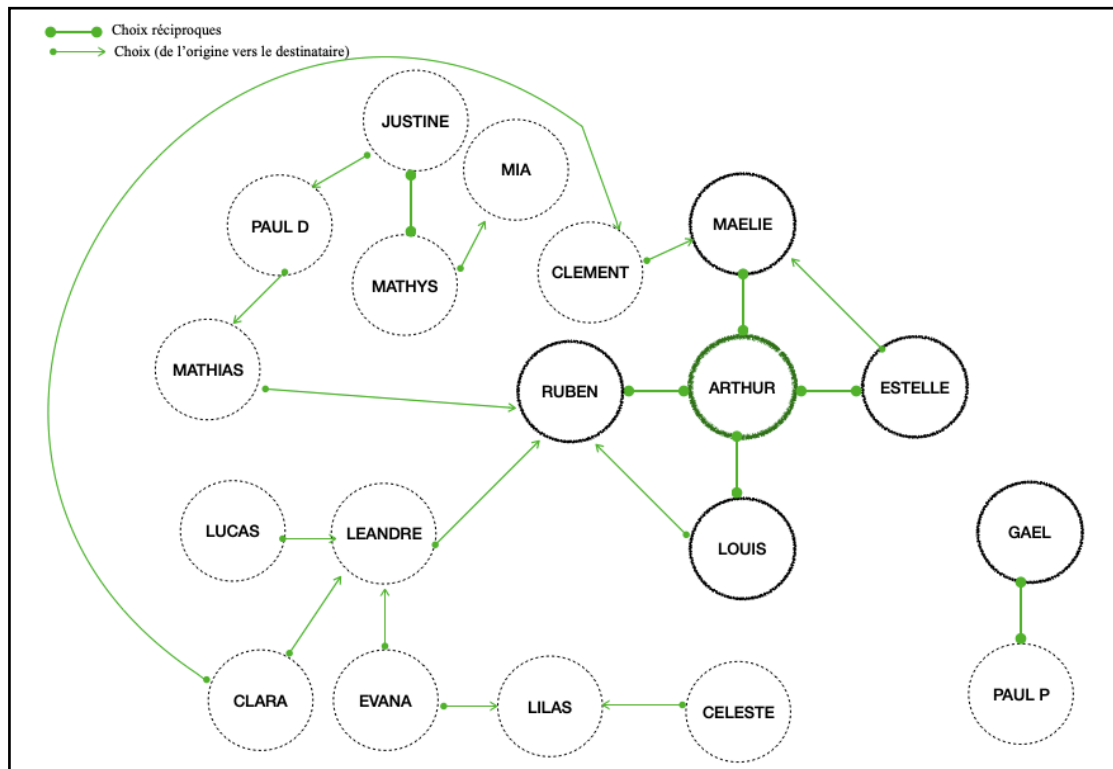 Choix réciproques
Choix (de l'origine vers le destinataire)
JUSTINE
MIA
PAUL D
MAELIE
MATHYS
CLEMENT
MATHIAS
RUBEN
ARTHUR
ESTELLE
LUCAS
LEANDRE
LOUIS
GAEL
CLARA
EVANA
LILAS
CELESTE
PAUL P